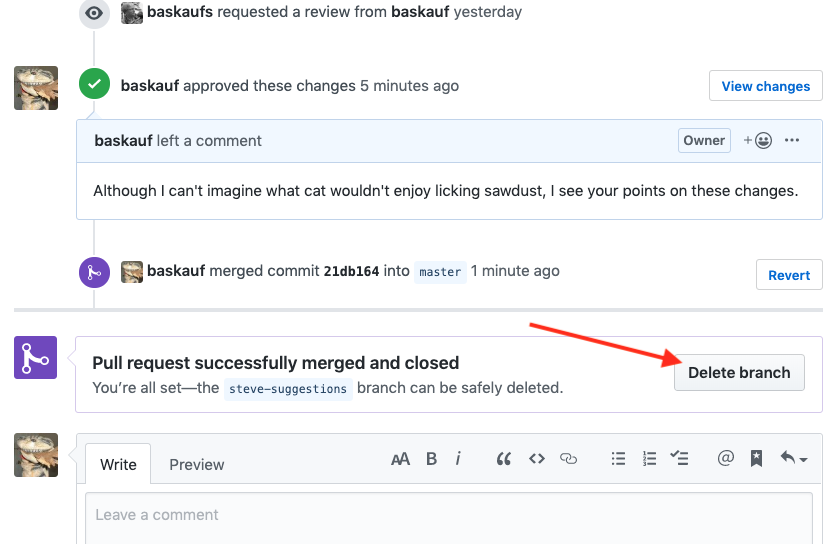 baskaufs requested a review from baskauf yesterday
baskauf approved these changes 5 minutes ago
View changes
baskauf left a comment
Owner
Although I can't imagine what cat wouldn't enjoy licking sawdust, I see your points on these changes.
baskauf merged commit 21db164 into master 1 minute ago
Revert
Pull request successfully merged and closed
You’re all set—the steve-suggestions branch can be safely deleted.
Delete branch
Write
Preview
Leave a comment